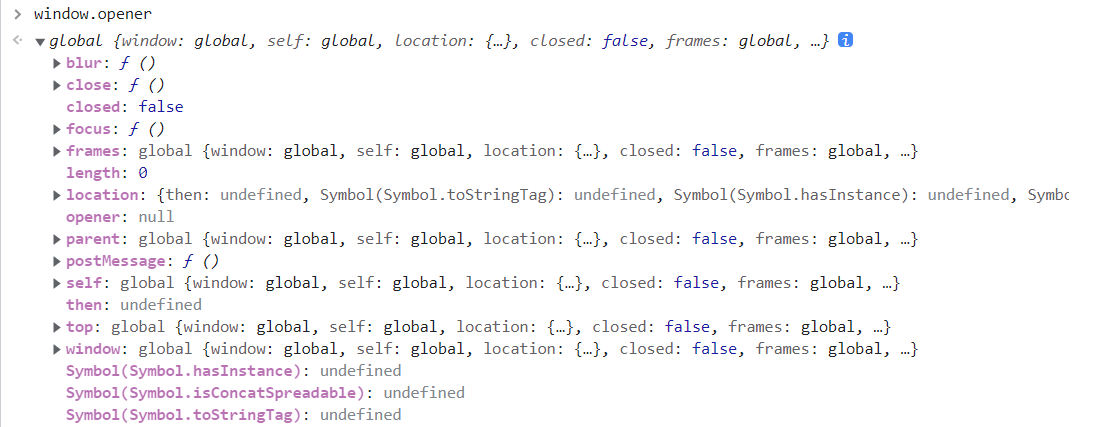 > window.opener
<· ▼global {window: global, self: global, location: {…}, closed: false, frames: global, …} i
▶blur: ƒ ()
▶close: ƒ ()
closed: false
▶focus: ƒ ()
▶frames: global {window: global, self: global, location: {…}, closed: false, frames: global, …}
length: 0
▶location: {then: undefined, Symbol(Symbol.toStringTag): undefined, Symbol(Symbol.hasInstance): undefined, Symbo
opener: null
▶parent: global {window: global, self: global, location: {…}, closed: false, frames: global, …}
▶postMessage: ƒ ()
▶self: global {window: global, self: global, location: {…}, closed: false, frames: global, …}
then: undefined
▶top: global {window: global, self: global, location: {…}, closed: false, frames: global, …}
▶window: global {window: global, self: global, location: {…}, closed: false, frames: global, …}
Symbol(Symbol.hasInstance): undefined
Symbol(Symbol.isConcatSpreadable): undefined
Symbol(Symbol.toStringTag): undefined